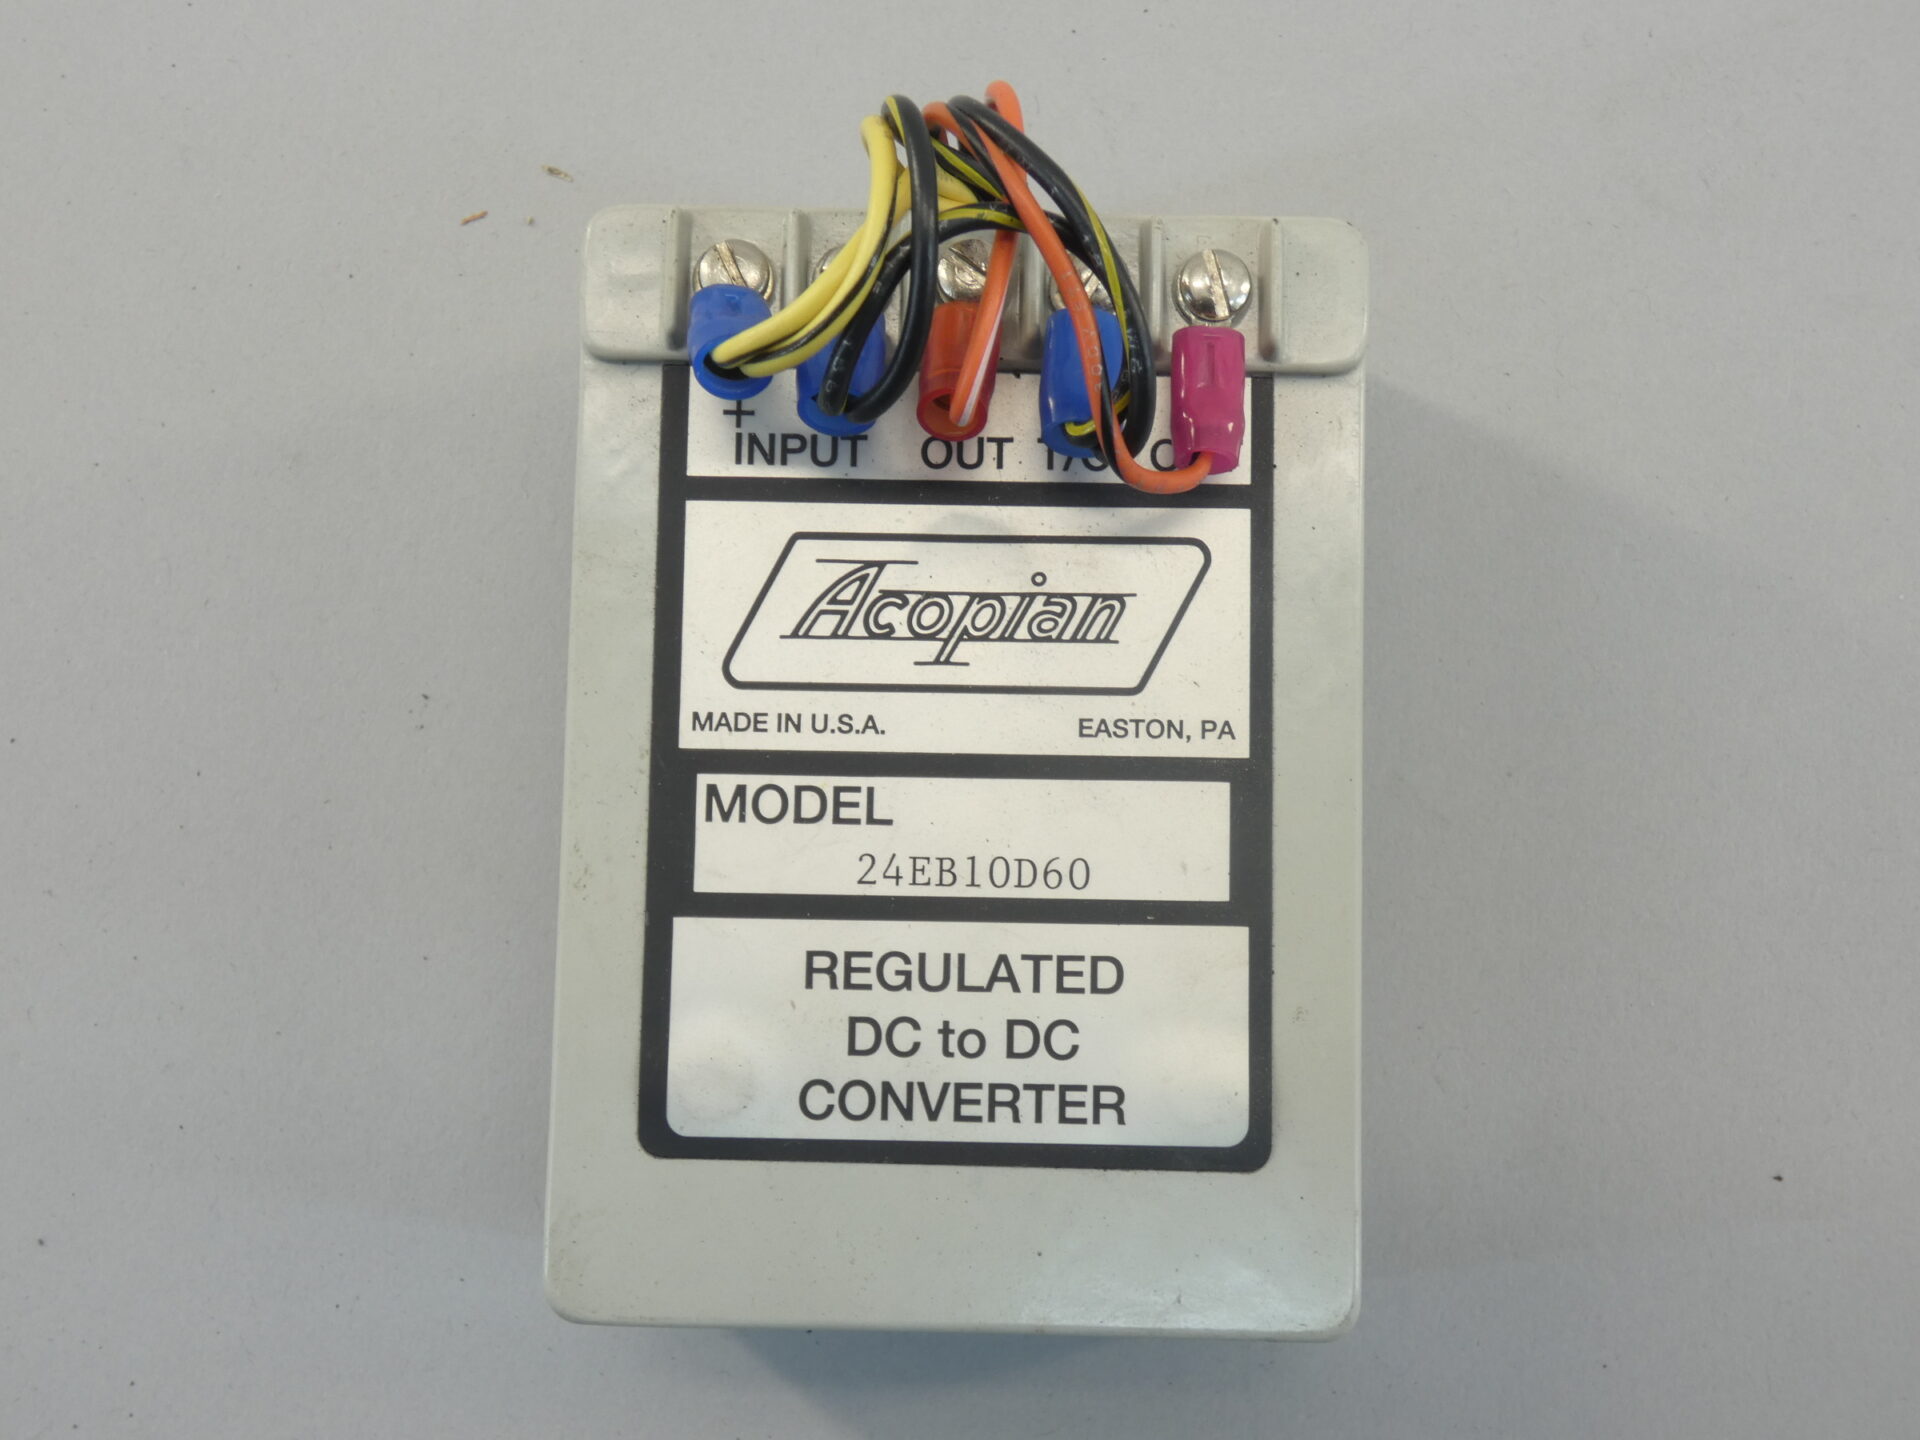 +
INPUT OUT
Acopian
MADE IN U.S.A. EASTON, PA
MODEL
24EB10D60
REGULATED
DC to DC
CONVERTER